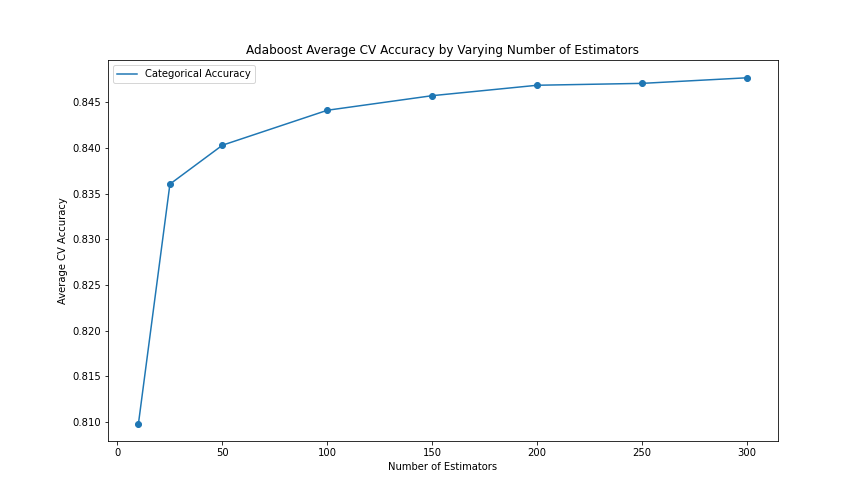 Adaboost Average CV Accuracy by Varying Number of Estimators
Categorical Accuracy
Average CV Accuracy
0.845
0.840
0.835
0.830
0.825
0.820
0.815
0.810
0 50 100 150 200 250 300
Number of Estimators